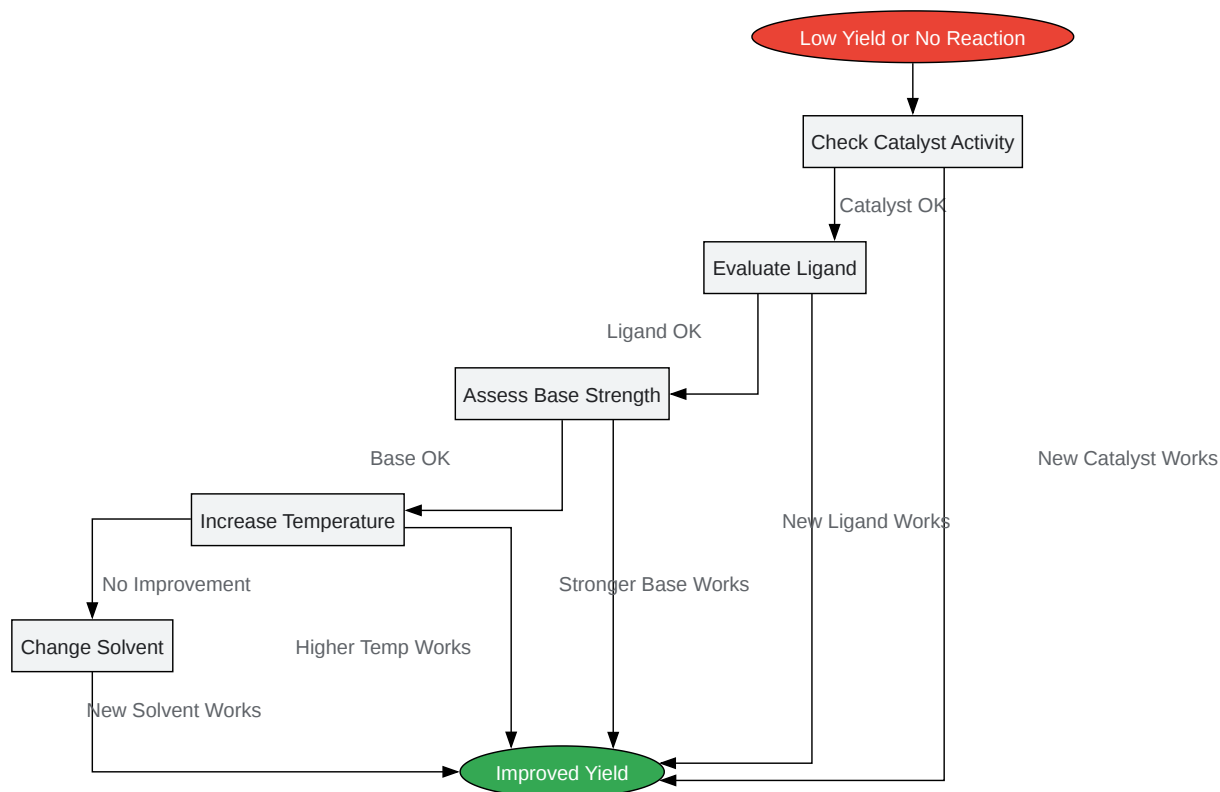 Low Yield or No Reaction
Check Catalyst Activity
Catalyst OK
Evaluate Ligand
Ligand OK
Assess Base Strength
Base OK
New Catalyst Works
Increase Temperature
New Ligand Works
No Improvement
Stronger Base Works
Change Solvent
Higher Temp Works
New Solvent Works
Improved Yield